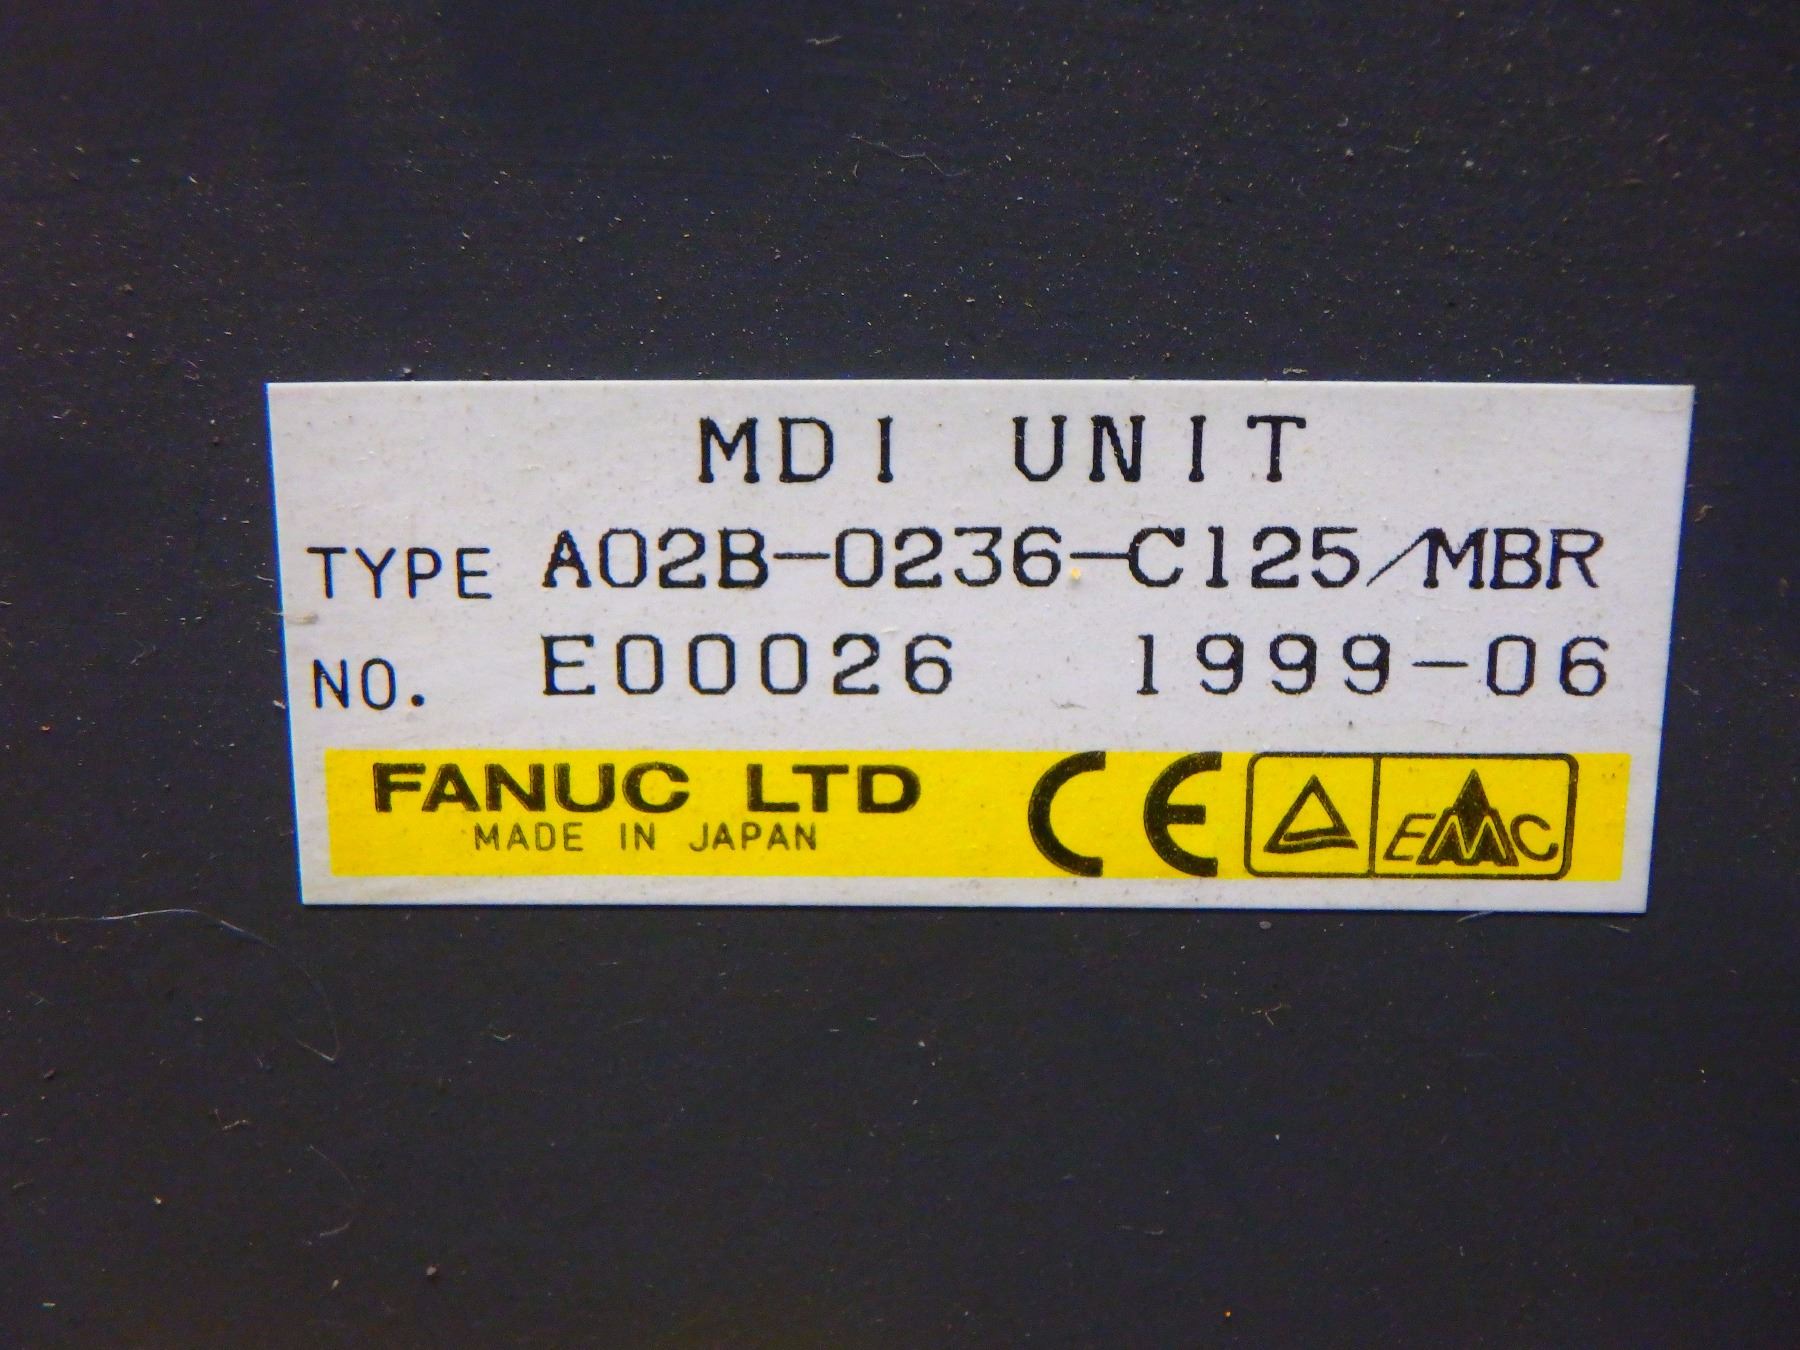 MDI UNIT
TYPE A02B-0236-C125/MBR
NO. E00026 1999-06
FANUC LTD
MADE IN JAPAN
CE
EMC